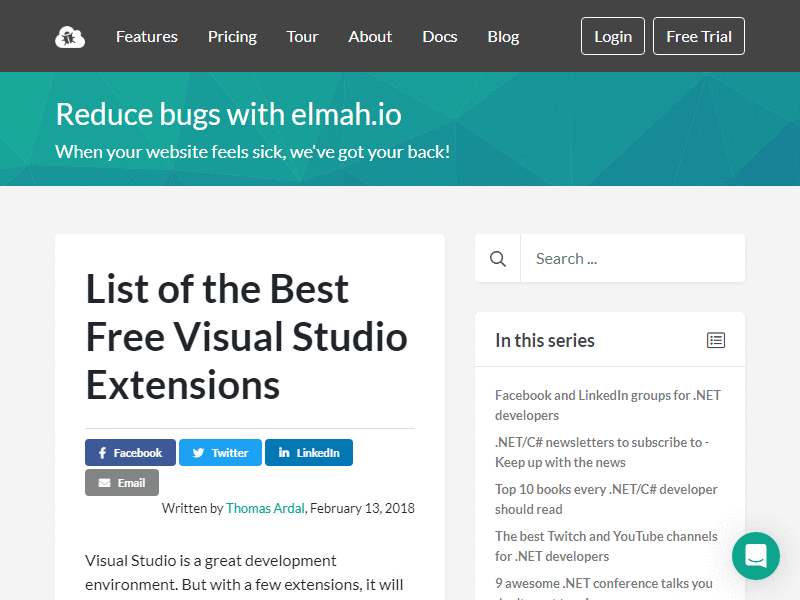 Features Pricing Tour About Docs Blog Login Free Trial
Reduce bugs with elmah.io
When your website feels sick, we've got your back!
List of the Best
Free Visual Studio
Extensions
Facebook Twitter LinkedIn
Email
Written by Thomas Ardal, February 13, 2018
Visual Studio is a great development
environment. But with a few extensions, it will
Search ...
In this series
Facebook and LinkedIn groups for .NET
developers
.NET/C# newsletters to subscribe to -
Keep up with the news
Top 10 books every .NET/C# developer
should read
The best Twitch and YouTube channels
for .NET developers
9 awesome .NET conference talks you